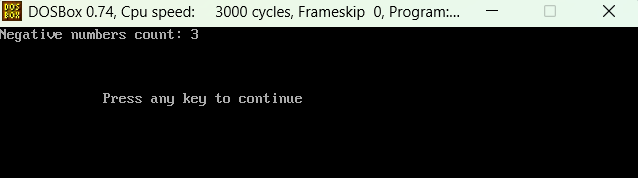 DOSBox 0.74, Cpu speed: 3000 cycles, Frameskip 0, Program:...
Negative numbers count: 3
Press any key to continue